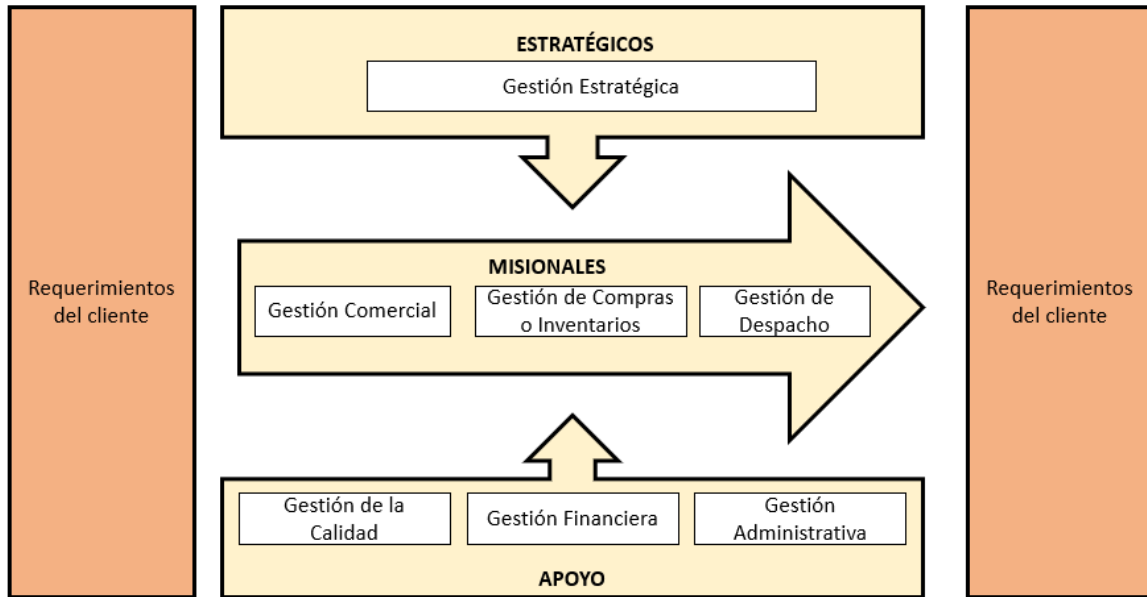 ESTRATÉGICOS
Gestión Estratégica
Requerimientos
del cliente
MISIONALES
Gestión Comercial
Gestión de Compras
o Inventarios
Gestión de
Despacho
Requerimientos
del cliente
Gestión de la
Calidad
Gestión Financiera
Gestión
Administrativa
APOYO